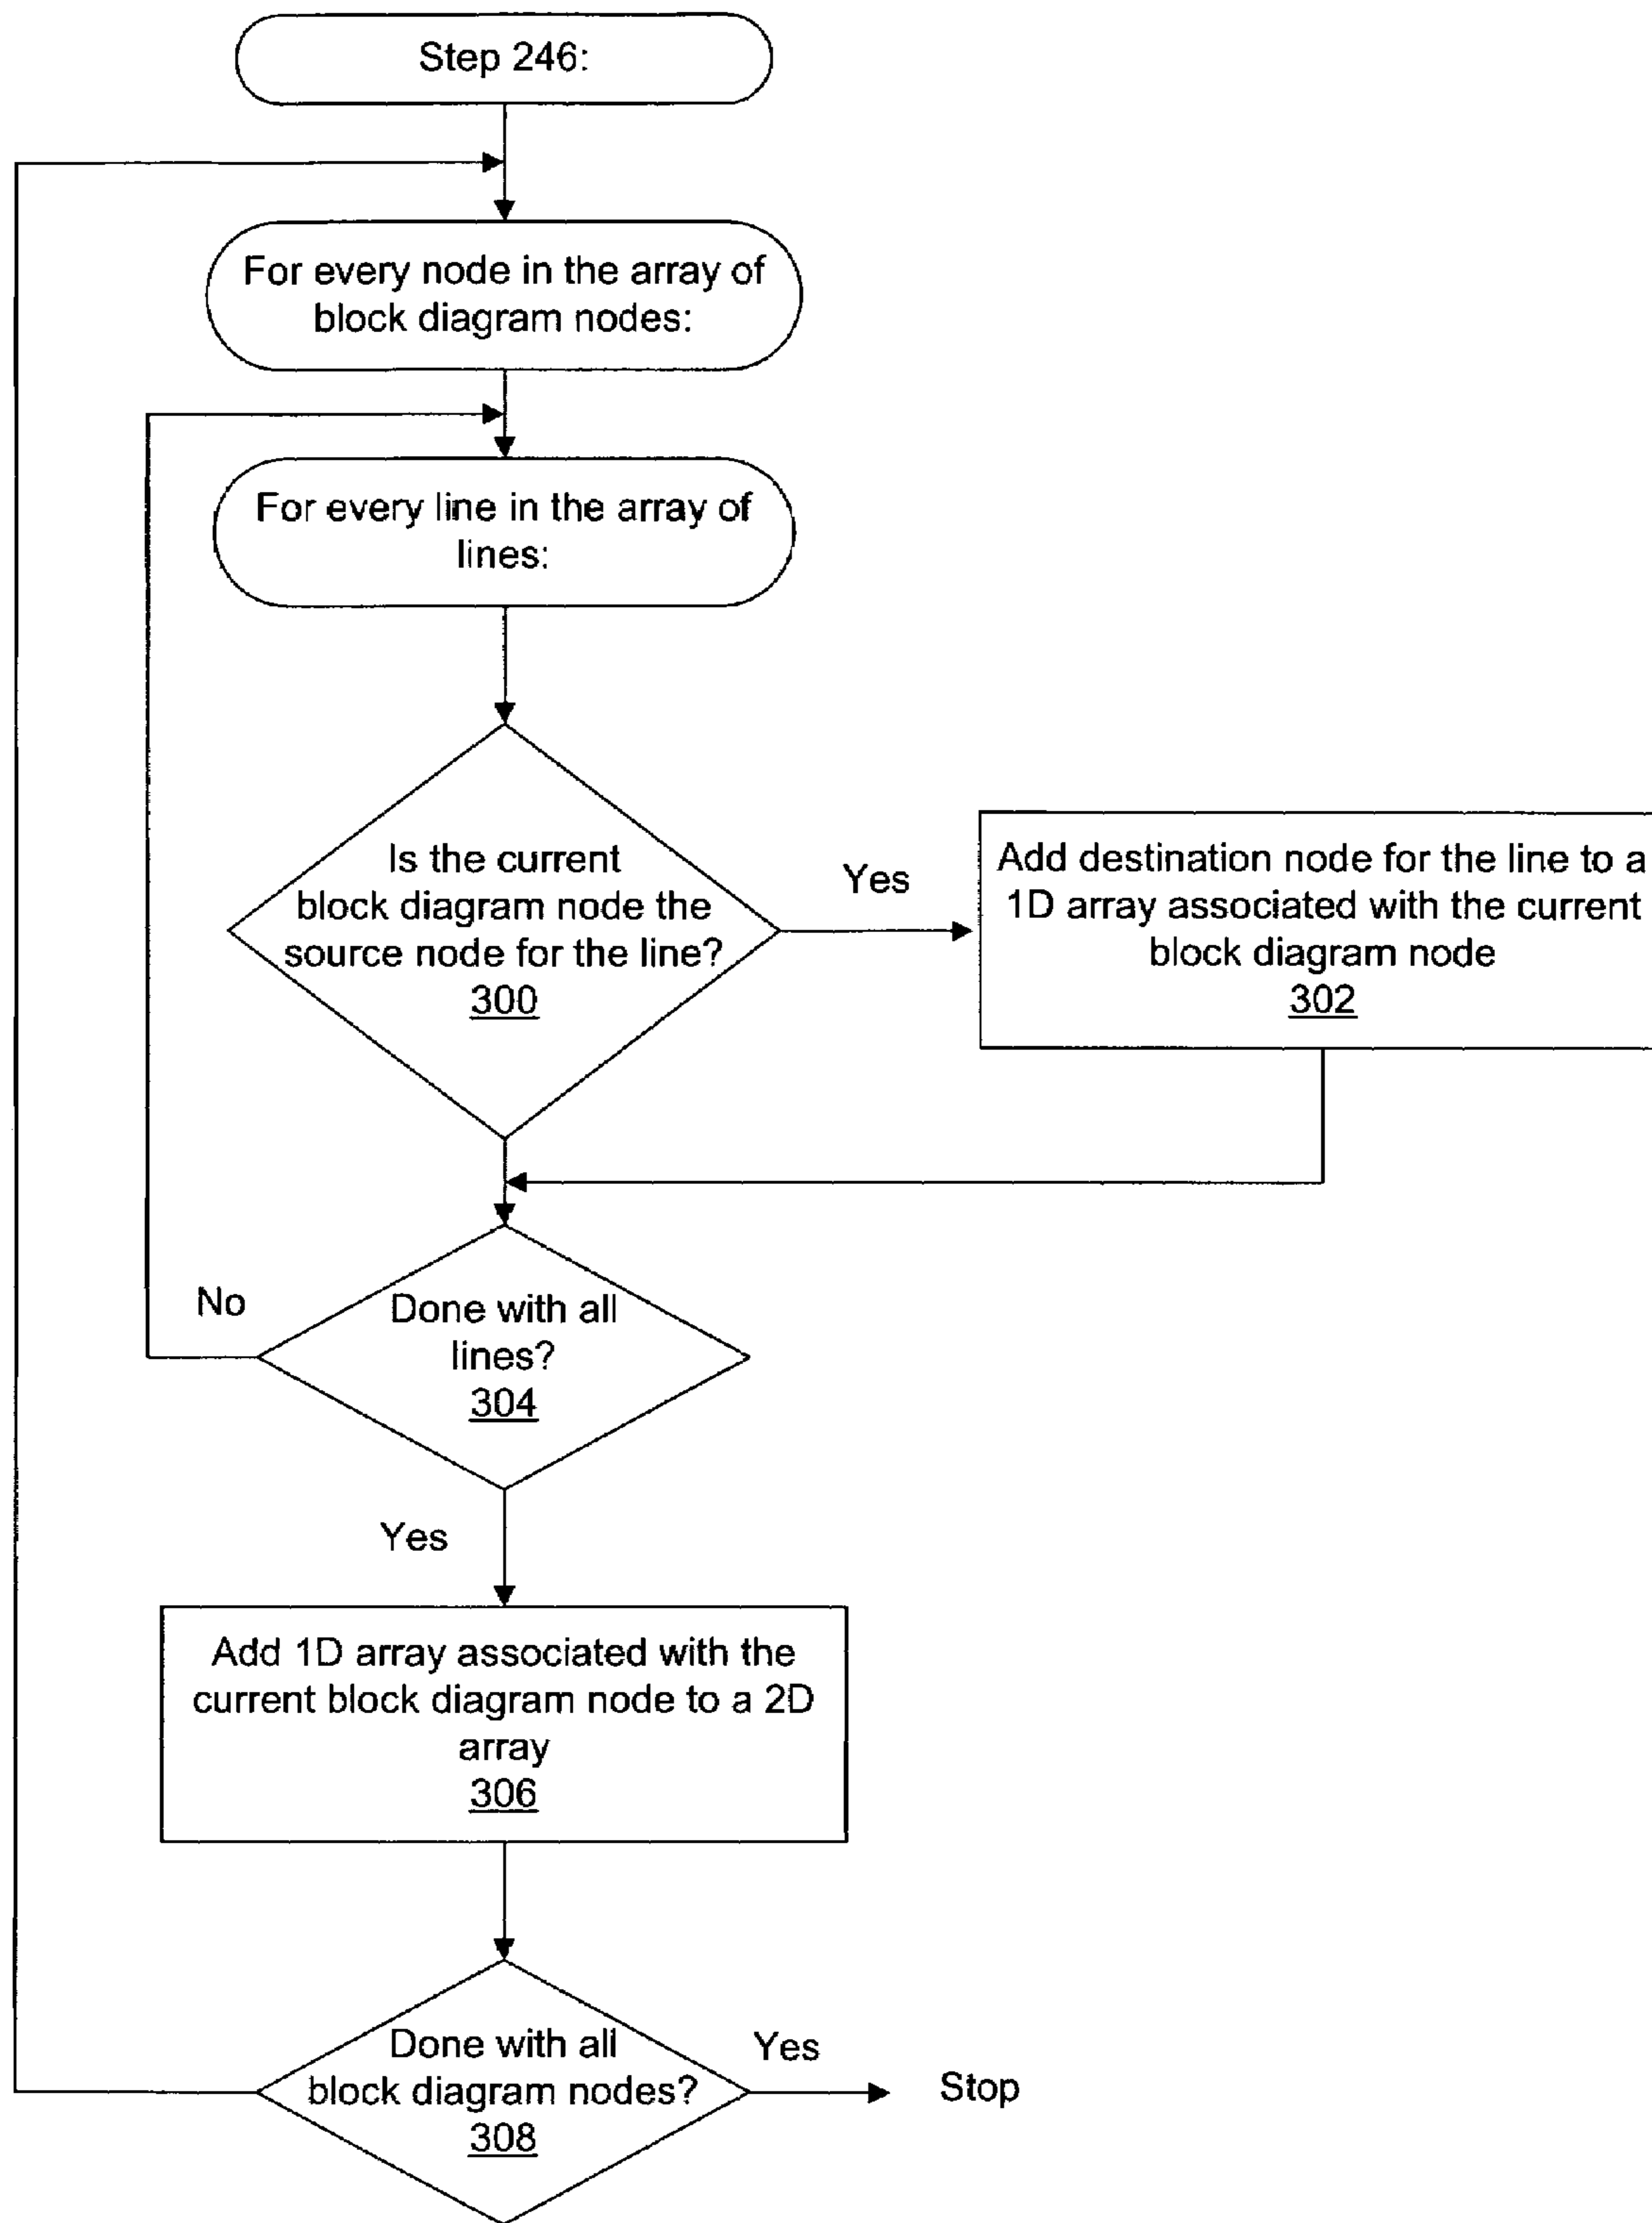 Step 246:
For every node in the array of
block diagram nodes:
For every line in the array of
lines:
Is the current
block diagram node the
source node for the line?
300
Yes
Add destination node for the line to a
1D array associated with the current
block diagram node
302
No
Done with all
lines?
304
Yes
Add 1D array associated with the
current block diagram node to a 2D
array
306
Done with all
block diagram nodes?
308
Yes
Stop